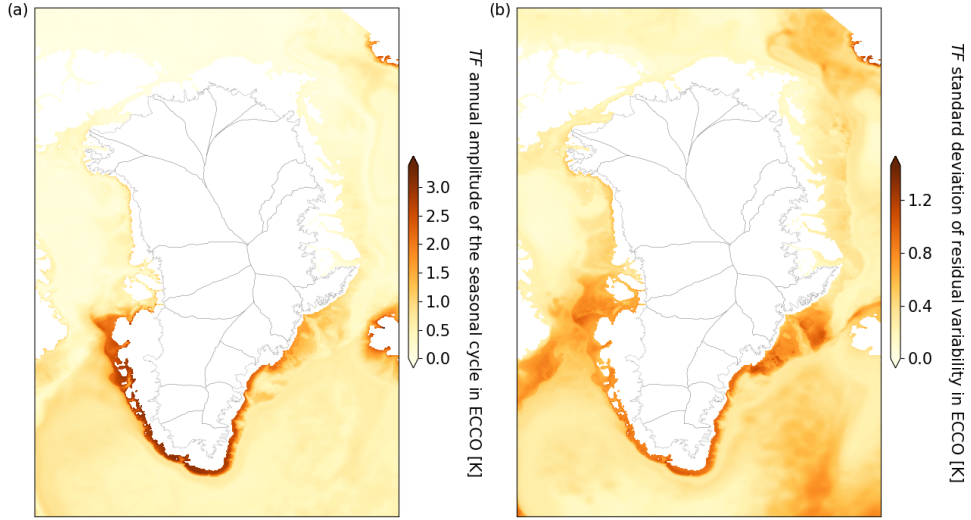 (a)
3.0
2.5
2.0
1.5
1.0
0.5
0.0
TF annual amplitude of the seasonal cycle in ECCO [K]
(b)
1.2
0.8
0.4
0.0
TF standard deviation of residual variability in ECCO [K]